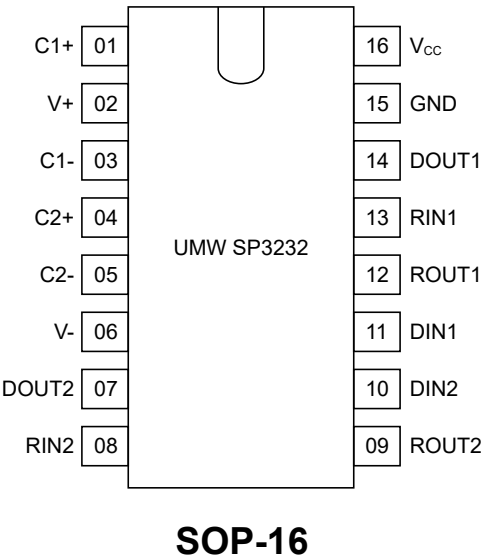 C1+ 01 16 Vcc
V+ 02 15 GND
C1- 03 14 DOUT1
C2+ 04 13 RIN1
UMW SP3232
C2- 05 12 ROUT1
V- 06 11 DIN1
DOUT2 07 10 DIN2
RIN2 08 09 ROUT2
SOP-16